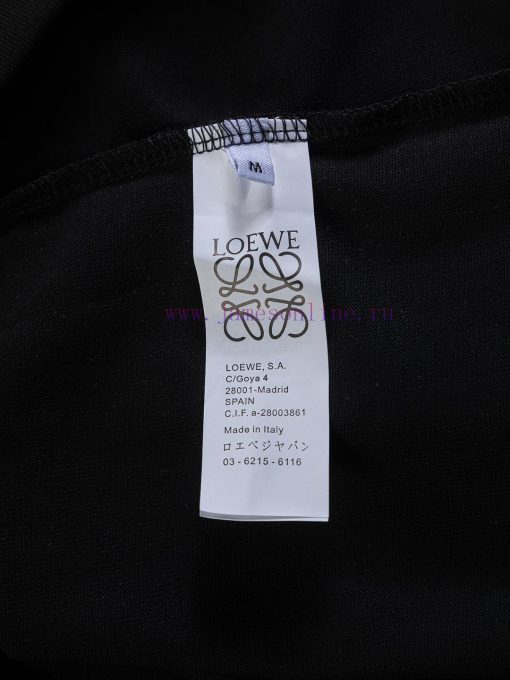 M
LOEWE
www.jamesonline.ru
LOEWE, S.A.
C/Goya 4
28001-Madrid
SPAIN
C.I.F. a-28003861
Made in Italy
ロエベジャパン
03 - 6215 - 6116